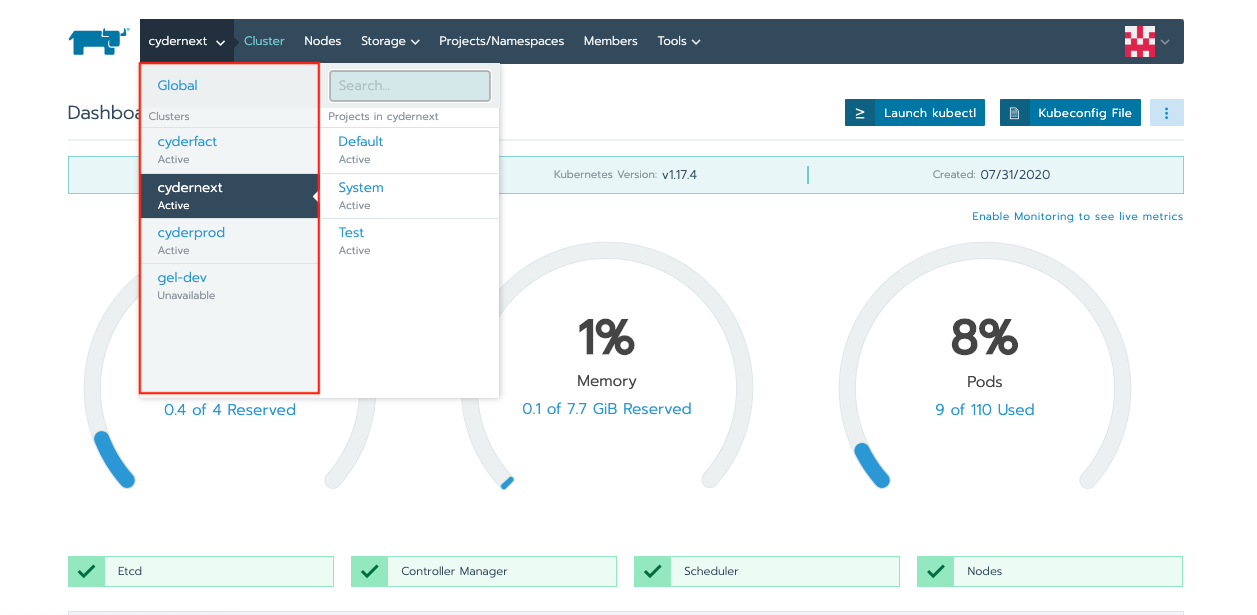 cydernext Cluster Nodes Storage Projects/Namespaces Members Tools
Global Search...
Dashboa Launch kubectl Kubeconfig File
Clusters Projects in cydernext
cyderfact Default
Active Active
Kubernetes Version: v1.17.4 Created: 07/31/2020
cydernext System
Active Active
Enable Monitoring to see live metrics
cyderprod Test
Active Active
gel-dev
Unavailable
1% 8%
Memory Pods
0.4 of 4 Reserved 0.1 of 7.7 GiB Reserved 9 of 110 Used
Etcd Controller Manager Scheduler Nodes